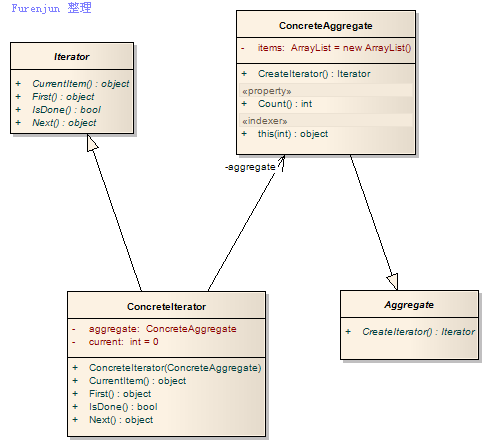 Furenjun 整理
ConcreteAggregate
- items: ArrayList = new ArrayList()
+ CreateIterator() : Iterator
«property»
+ Count() : int
«indexer»
+ this(int) : object
Iterator
+ CurrentItem() : object
+ First() : object
+ IsDone() : bool
+ Next() : object
-aggregate
ConcreteIterator
- aggregate: ConcreteAggregate
- current: int = 0
+ ConcreteIterator(ConcreteAggregate)
+ CurrentItem() : object
+ First() : object
+ IsDone() : bool
+ Next() : object
Aggregate
+ CreateIterator() : Iterator